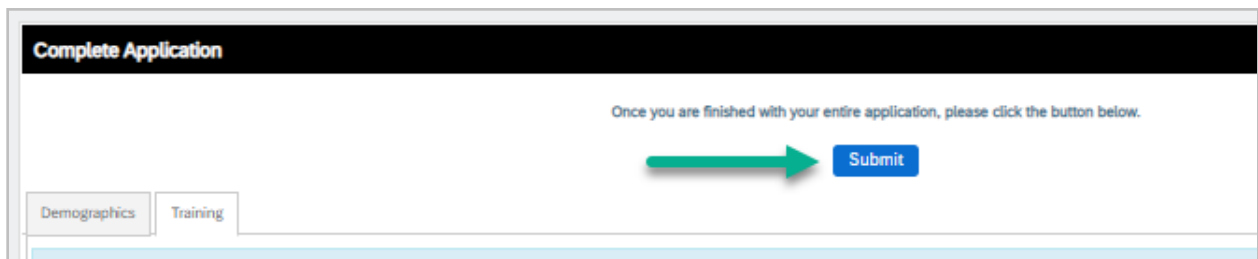 Complete Application
Once you are finished with your entire application, please click the button below.
Submit
Demographics
Training